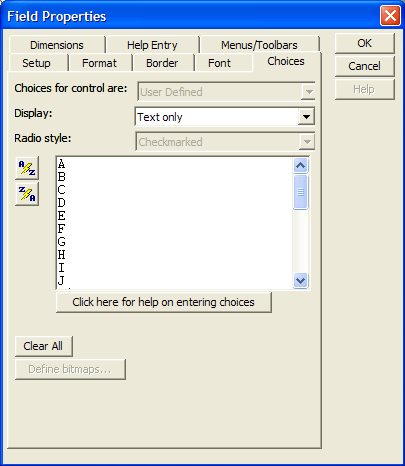 Field Properties
Dimensions Help Entry Menus/Toolbars OK
Setup Format Border Font Choices Cancel
Choices for control are: User Defined Help
Display: Text only
Radio style: Checkmarked
A
Z
Z
A
A
B
C
D
E
F
G
H
I
J
Click here for help on entering choices
Clear All
Define bitmaps...